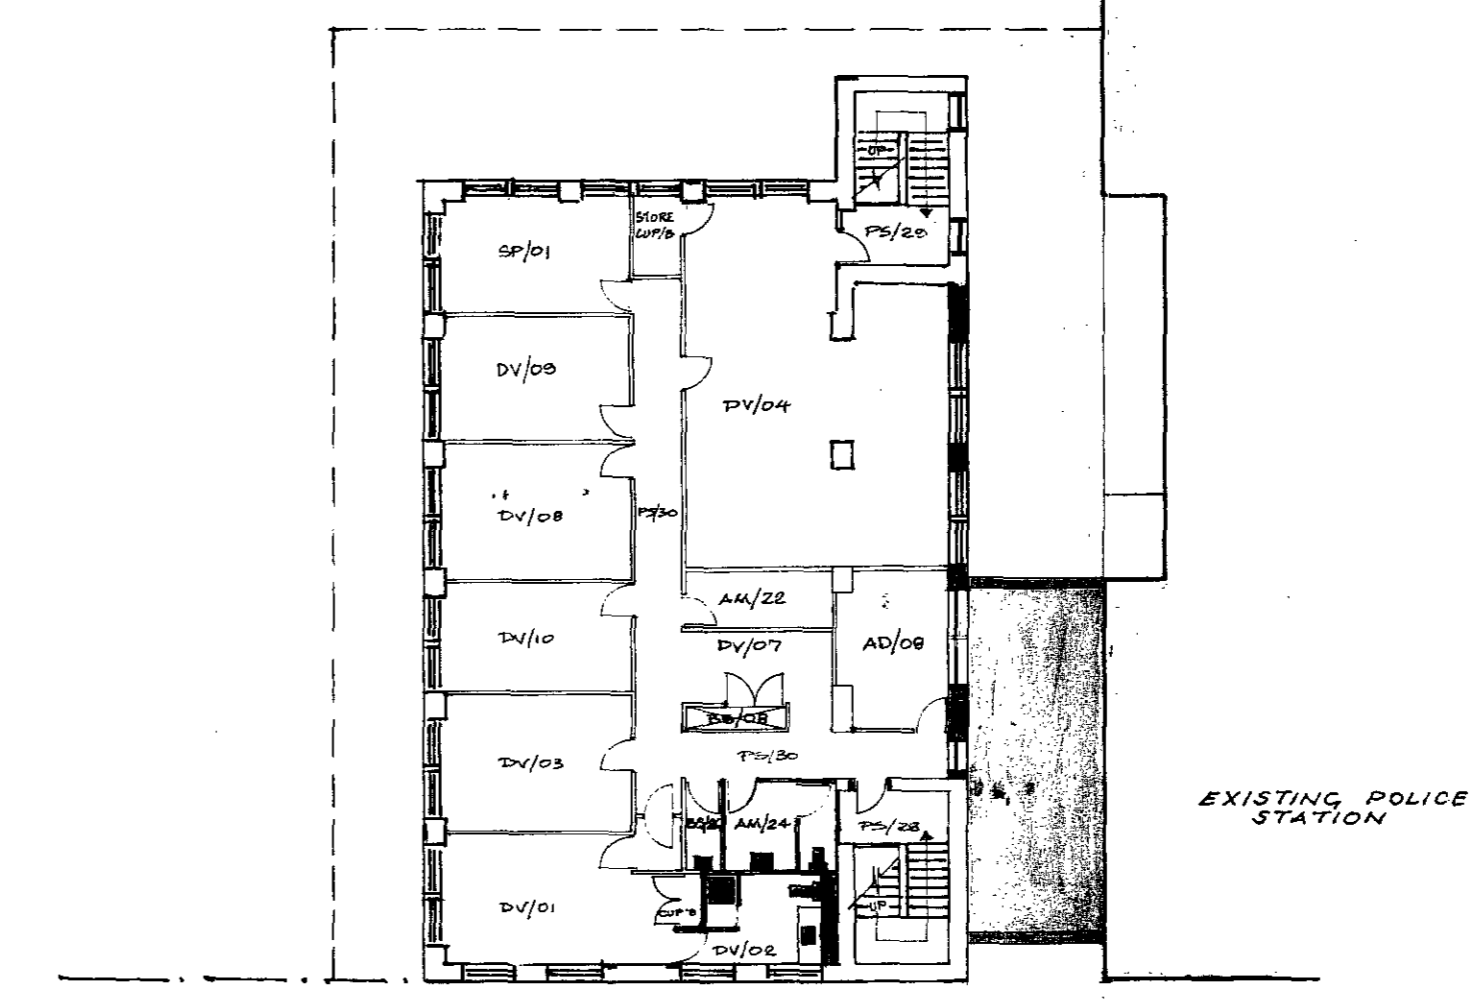 UP
STORE
CUP/B
PS/29
SP/01
DV/09
DV/04
DV/08
PS/30
AM/22
DV/10
DV/07
AD/08
PS/30
DV/03
AM/24
PS/28
EXISTING POLICE
STATION
UP
DV/01
CUP'B
DV/02